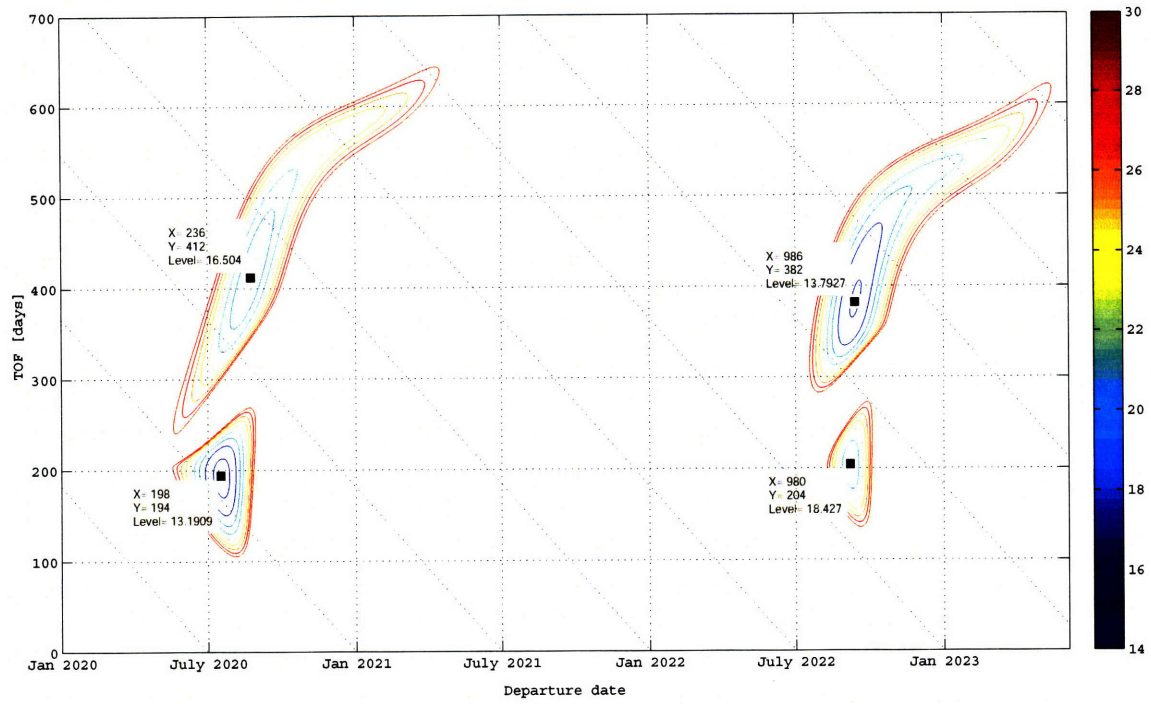 700
600
500
400
300
200
100
0
TOF [days]
X= 236
Y= 412
Level= 16.504
X= 198
Y= 194
Level= 13.1909
X= 986
Y= 382
Level= 13.7927
X= 980
Y= 204
Level= 18.427
Jan 2020 July 2020 Jan 2021 July 2021 Jan 2022 July 2022 Jan 2023
Departure date
30
28
26
24
22
20
18
16
14